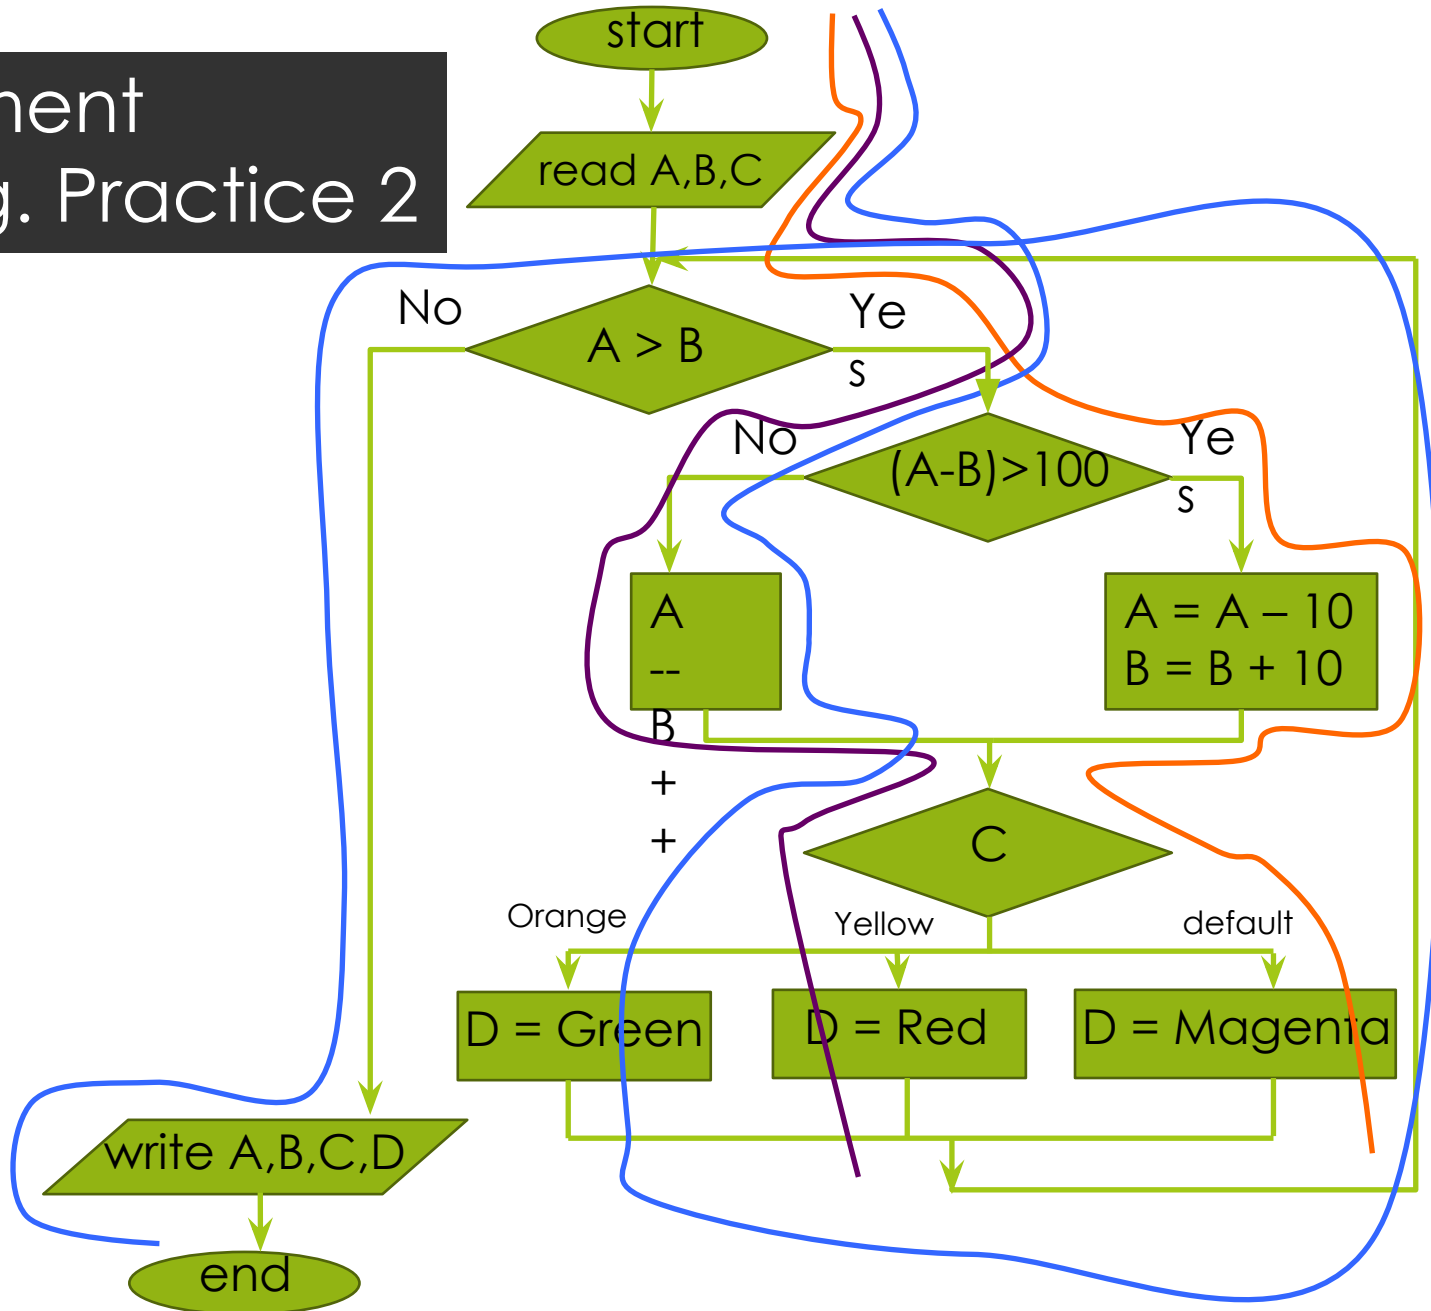 start
ment
g. Practice 2
read A,B,C
No
Ye
s
A > B
No
Ye
s
(A-B)>100
A
--
B
+
+
A = A – 10
B = B + 10
C
Orange
Yellow
default
D = Green
D = Red
D = Magenta
write A,B,C,D
end